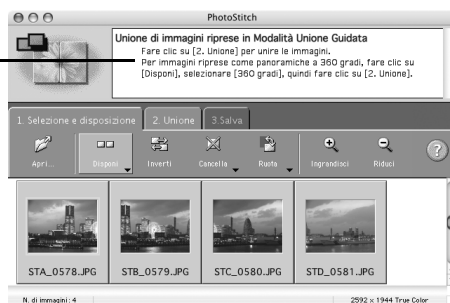 PhotoStitch
Unione di immagini riprese in Modalità Unione Guidata
Fare clic su [2. Unione] per unire le immagini.
Per immagini riprese come panoramiche a 360 gradi, fare clic su
[Disponi], selezionare [360 gradi], quindi fare clic su [2. Unione].
1. Selezione e disposizione 2. Unione 3.Salva
Apri... Disponi Inverti Cancella Ruota Ingrandisci Riduci ?
STA_0578.JPG STB_0579.JPG STC_0580.JPG STD_0581.JPG
N. di immagini: 4 2592 x 1944 True Color